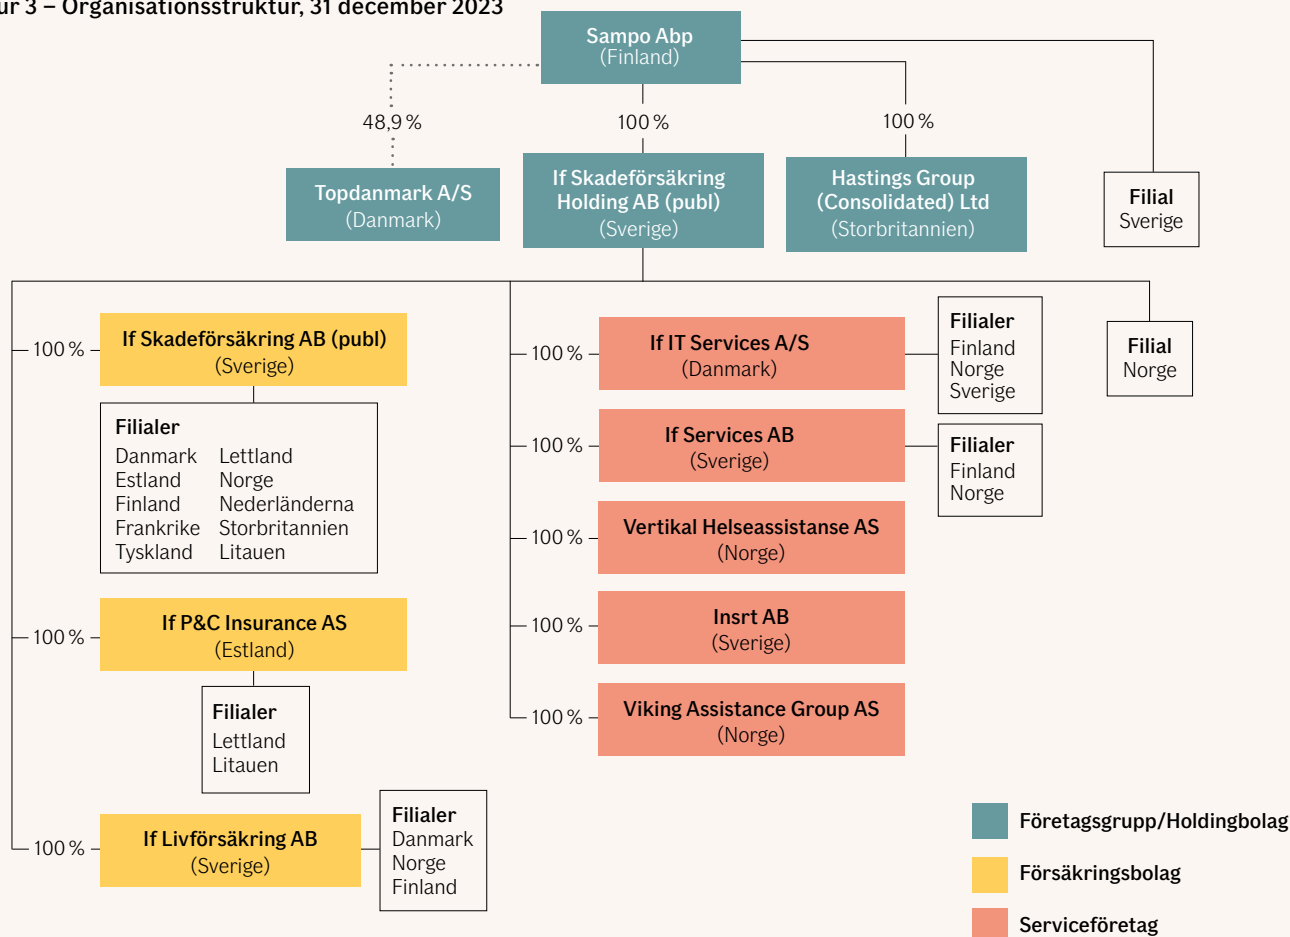 ur 3 – Organisationsstruktur, 31 december 2023
Sampo Abp
(Finland)
48,9 %
100 %
100 %
Topdanmark A/S
(Danmark)
If Skadeförsäkring
Holding AB (publ)
(Sverige)
Hastings Group
(Consolidated) Ltd
(Storbritannien)
Filial
Sverige
100 %
If Skadeförsäkring AB (publ)
(Sverige)
Filialer
Danmark Lettland
Estland Norge
Finland Nederländerna
Frankrike Storbritannien
Tyskland Litauen
100 %
If P&C Insurance AS
(Estland)
Filialer
Lettland
Litauen
100 %
If Livförsäkring AB
(Sverige)
Filialer
Danmark
Norge
Finland
100 %
If IT Services A/S
(Danmark)
Filialer
Finland
Norge
Sverige
100 %
If Services AB
(Sverige)
Filialer
Finland
Norge
100 %
Vertikal Helseassistanse AS
(Norge)
100 %
Insrt AB
(Sverige)
100 %
Viking Assistance Group AS
(Norge)
Filial
Norge
Företagsgrupp/Holdingbolag
Försäkringsbolag
Serviceföretag